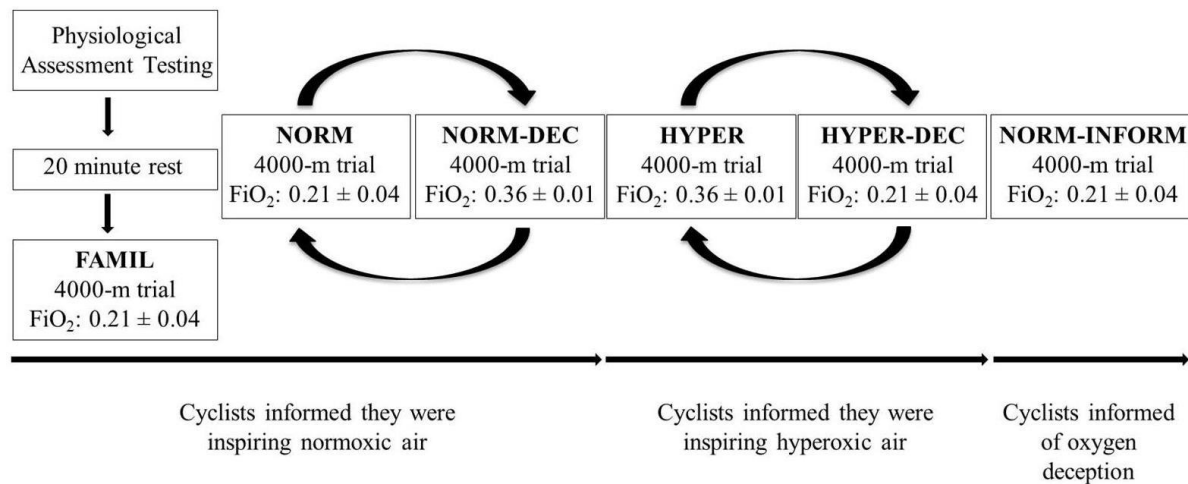 Physiological
Assessment Testing
20 minute rest
FAMIL
4000-m trial
FiO₂: 0.21 ± 0.04
NORM
4000-m trial
FiO₂: 0.21 ± 0.04
NORM-DEC
4000-m trial
FiO₂: 0.36 ± 0.01
HYPER
4000-m trial
FiO₂: 0.36 ± 0.01
HYPER-DEC
4000-m trial
FiO₂: 0.21 ± 0.04
NORM-INFORM
4000-m trial
FiO₂: 0.21 ± 0.04
Cyclists informed they were
inspiring normoxic air
Cyclists informed they were
inspiring hyperoxic air
Cyclists informed
of oxygen
deception